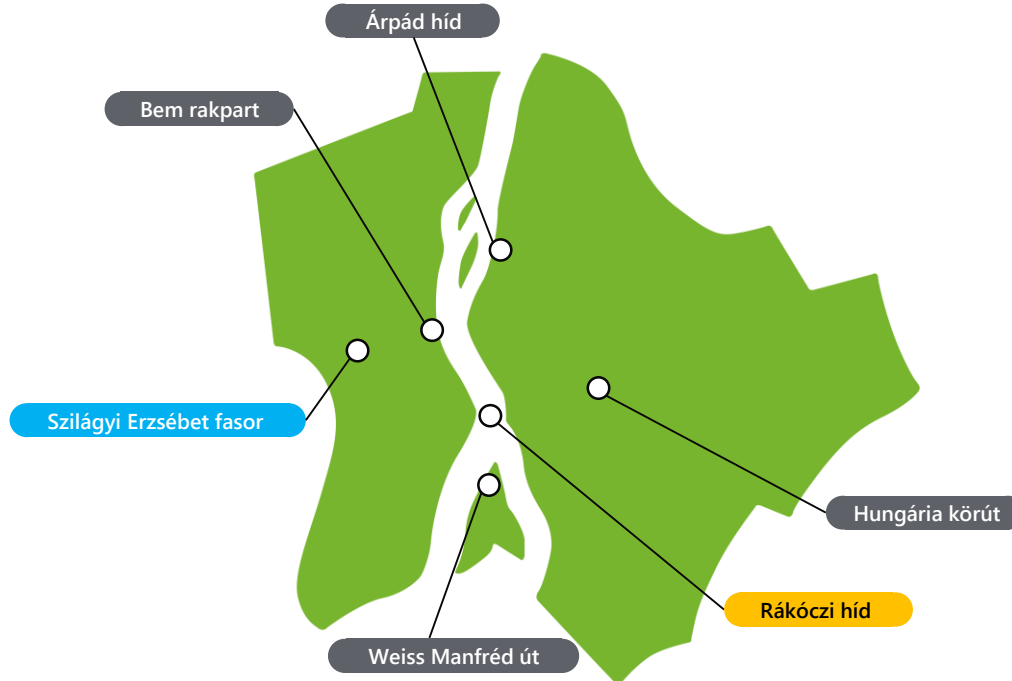 Árpád híd
Bem rakpart
Szilágyi Erzsébet fasor
Hungária körút
Rákóczi híd
Weiss Manfréd út